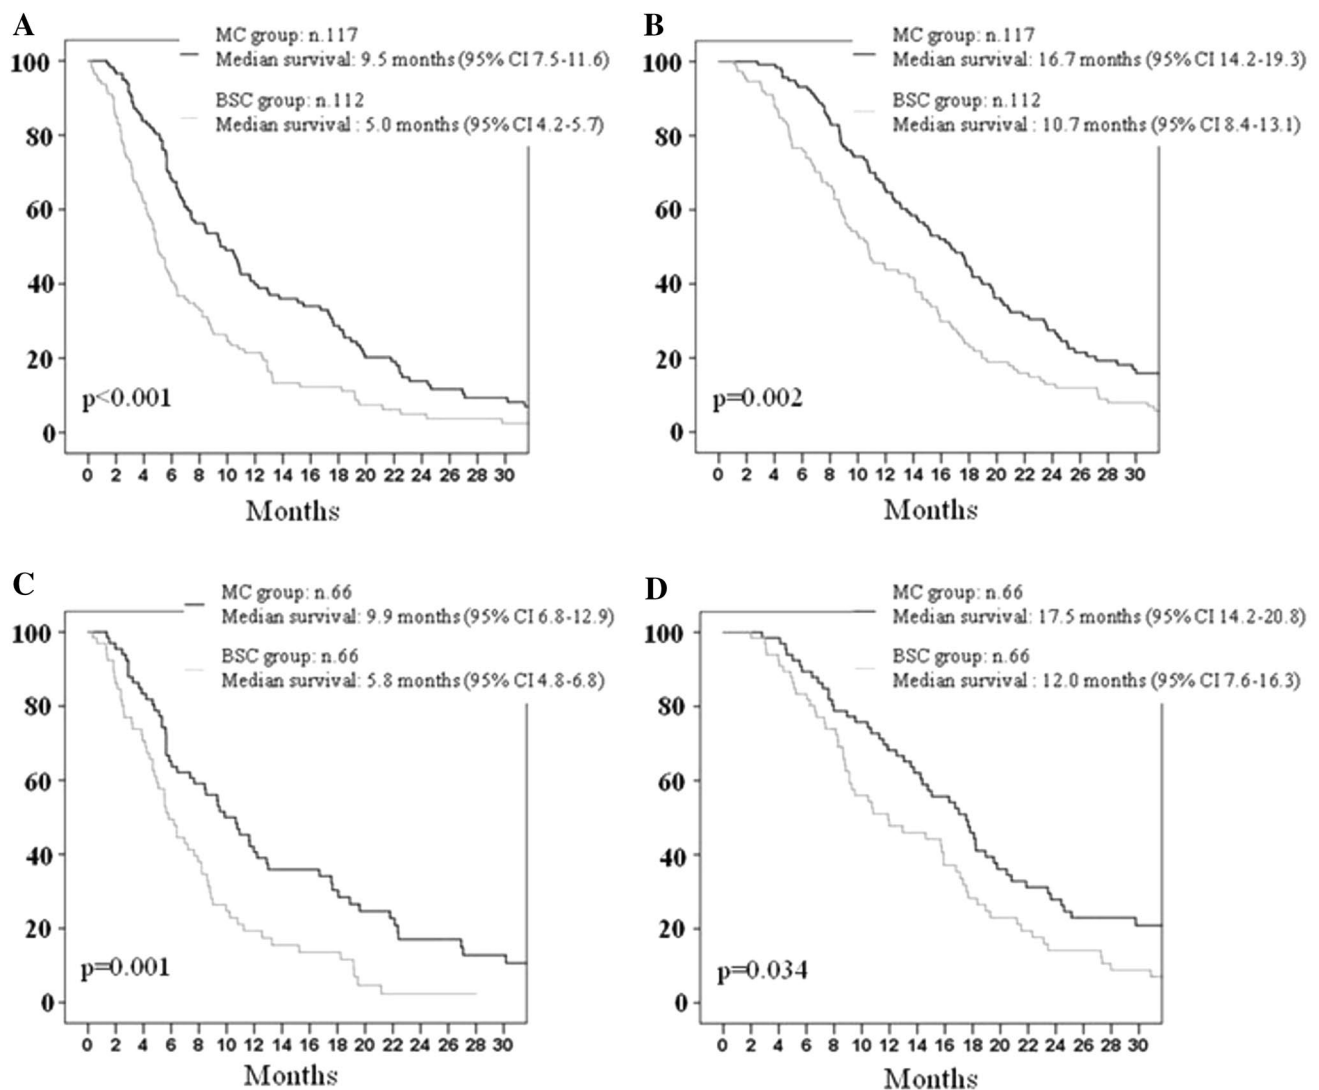 A
MC group: n.117
Median survival: 9.5 months (95% CI 7.5-11.6)
BSC group: n.112
Median survival : 5.0 months (95% CI 4.2-5.7)
100
80
60
40
20
0
p<0.001
0 2 4 6 8 10 12 14 16 18 20 22 24 26 28 30
Months
B
MC group: n.117
Median survival: 16.7 months (95% CI 14.2-19.3)
BSC group: n.112
Median survival : 10.7 months (95% CI 8.4-13.1)
100
80
60
40
20
0
p=0.002
0 2 4 6 8 10 12 14 16 18 20 22 24 26 28 30
Months
C
MC group: n.66
Median survival: 9.9 months (95% CI 6.8-12.9)
BSC group: n.66
Median survival: 5.8 months (95% CI 4.8-6.8)
100
80
60
40
20
0
p=0.001
0 2 4 6 8 10 12 14 16 18 20 22 24 26 28 30
Months
D
MC group: n.66
Median survival: 17.5 months (95% CI 14.2-20.8)
BSC group: n.66
Median survival : 12.0 months (95% CI 7.6-16.3)
100
80
60
40
20
0
p=0.034
0 2 4 6 8 10 12 14 16 18 20 22 24 26 28 30
Months